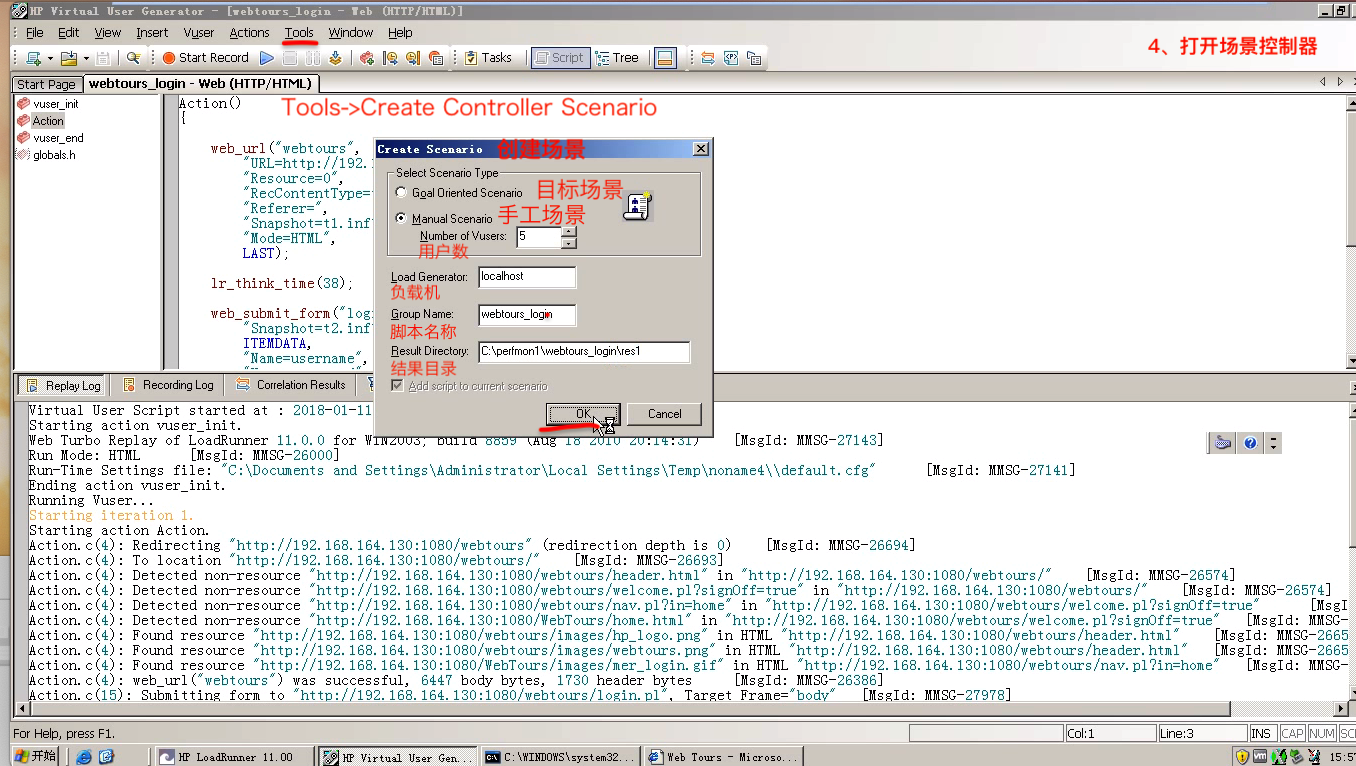 HP Virtual User Generator - [webtours_login - Web (HTTP/HTML)]
File Edit View Insert Vuser Actions Tools Window Help
Start Record Tasks Script Tree
4、打开场景控制器
Start Page webtours_login - Web (HTTP/HTML)
vuser_init
Action
vuser_end
globals.h
Tools->Create Controller Scenario
Action()
{
web_url("webtours",
"URL=http://192.
"Resource=0",
"RecContentType=
"Referer=",
"Snapshot=t1.inf
"Mode=HTML",
LAST);
lr_think_time(38);
web_submit_form("logi
"Snapshot=t2.inf
ITEMDATA,
"Name=username",
Create Scenario 创建场景
Select Scenario Type
Goal Oriented Scenario 目标场景
Manual Scenario 手工场景
Number of Vusers: 5
用户数
Load Generator: localhost
负载机
Group Name: webtours_login
脚本名称
Result Directory: C:\perfmon1\webtours_login\res1
结果目录
Add script to current scenario
OK Cancel
Replay Log Recording Log Correlation Results
Virtual User Script started at : 2018-01-11
Starting action vuser_init.
Web Turbo Replay of LoadRunner 11.0.0 for WIN2003; build 8859 (Aug 18 2010 20:14:31) [MsgId: MMSG-27143]
Run Mode: HTML [MsgId: MMSG-26000]
Run-Time Settings file: "C:\Documents and Settings\Administrator\Local Settings\Temp\noname4\\default.cfg" [MsgId: MMSG-27141]
Ending action vuser_init.
Running Vuser...
Starting iteration 1.
Starting action Action.
Action.c(4): Redirecting "http://192.168.164.130:1080/webtours" (redirection depth is 0) [MsgId: MMSG-26694]
Action.c(4): To location "http://192.168.164.130:1080/webtours/" [MsgId: MMSG-26693]
Action.c(4): Detected non-resource "http://192.168.164.130:1080/webtours/header.html" in "http://192.168.164.130:1080/webtours/" [MsgId: MMSG-26574]
Action.c(4): Detected non-resource "http://192.168.164.130:1080/webtours/welcome.pl?signOff=true" in "http://192.168.164.130:1080/webtours/" [MsgId: MMSG-26574]
Action.c(4): Detected non-resource "http://192.168.164.130:1080/webtours/nav.pl?in=home" in "http://192.168.164.130:1080/webtours/welcome.pl?signOff=true" [MsgI
Action.c(4): Detected non-resource "http://192.168.164.130:1080/WebTours/home.html" in "http://192.168.164.130:1080/webtours/welcome.pl?signOff=true" [MsgId: MMSG-
Action.c(4): Found resource "http://192.168.164.130:1080/webtours/images/hp_logo.png" in HTML "http://192.168.164.130:1080/webtours/header.html" [MsgId: MMSG-2665
Action.c(4): Found resource "http://192.168.164.130:1080/webtours/images/webtours.png" in HTML "http://192.168.164.130:1080/webtours/header.html" [MsgId: MMSG-2665
Action.c(4): Found resource "http://192.168.164.130:1080/WebTours/images/mer_login.gif" in HTML "http://192.168.164.130:1080/webtours/nav.pl?in=home" [MsgId: MMSG-
Action.c(4): web_url("webtours") was successful, 6447 body bytes, 1730 header bytes [MsgId: MMSG-26386]
Action.c(15): Submitting form to "http://192.168.164.130:1080/webtours/login.pl", Target Frame="body" [MsgId: MMSG-27978]
For Help, press F1.
Col:1 Line:3 INS CAP NUM SC
开始 HP LoadRunner 11.00 HP Virtual User Gen... C:\WINDOWS\system32... Web Tours - Microso... 15:5